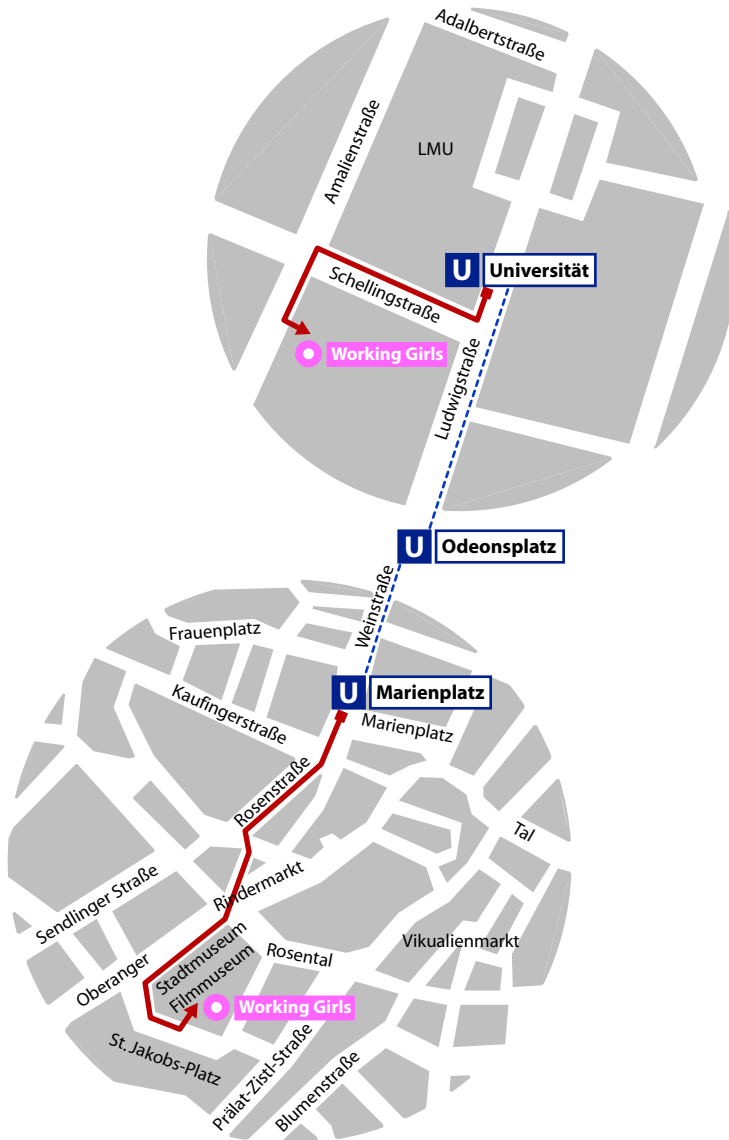 Adalbertstraße
Amalienstraße
LMU
U Universität
Schellingstraße
Working Girls
Ludwigstraße
U Odeonsplatz
Weinstraße
Frauenplatz
U Marienplatz
Kaufingerstraße
Marienplatz
Rosenstraße
Tal
Rindermarkt
Sendlinger Straße
Stadtmuseum
Filmmuseum
Rosental
Vikualienmarkt
Oberanger
Working Girls
St. Jakobs-Platz
Prälat-Zistl-Straße
Blumenstraße